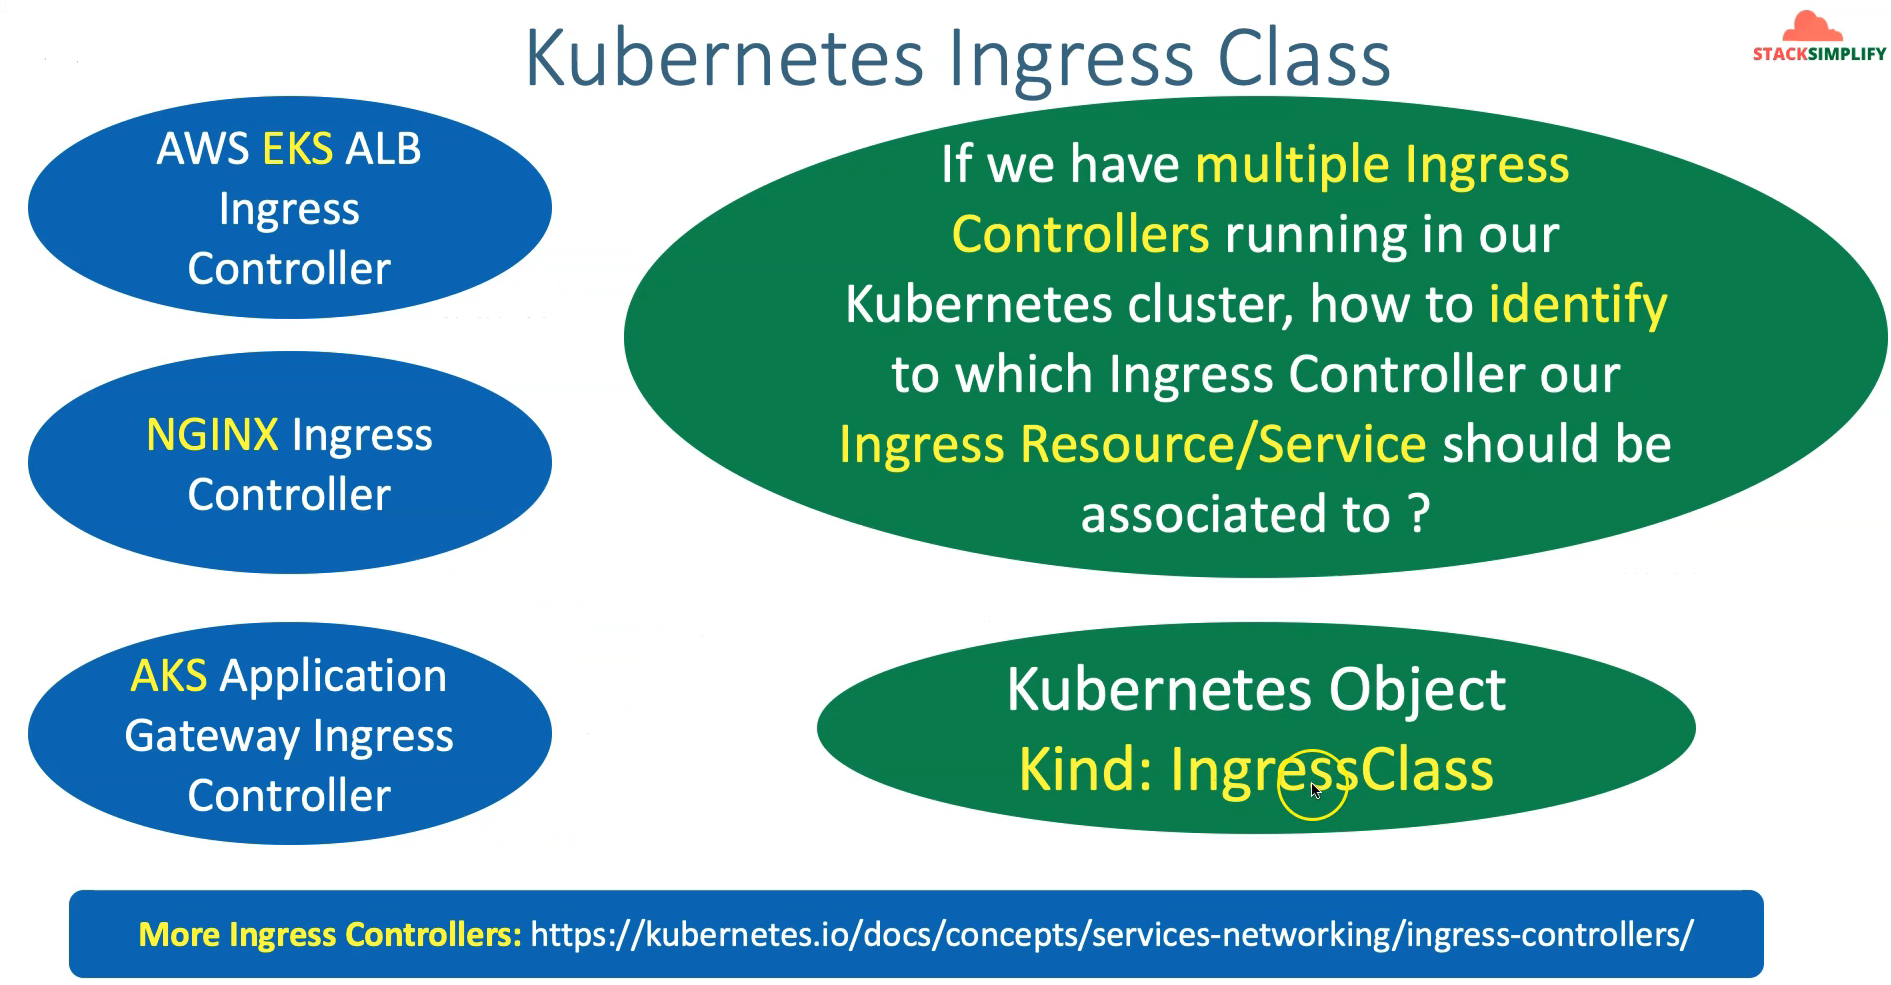 Kubernetes Ingress Class
STACKSIMPLIFY
AWS EKS ALB
Ingress
Controller
NGINX Ingress
Controller
AKS Application
Gateway Ingress
Controller
If we have multiple Ingress
Controllers running in our
Kubernetes cluster, how to identify
to which Ingress Controller our
Ingress Resource/Service should be
associated to ?
Kubernetes Object
Kind: IngressClass
More Ingress Controllers: https://kubernetes.io/docs/concepts/services-networking/ingress-controllers/